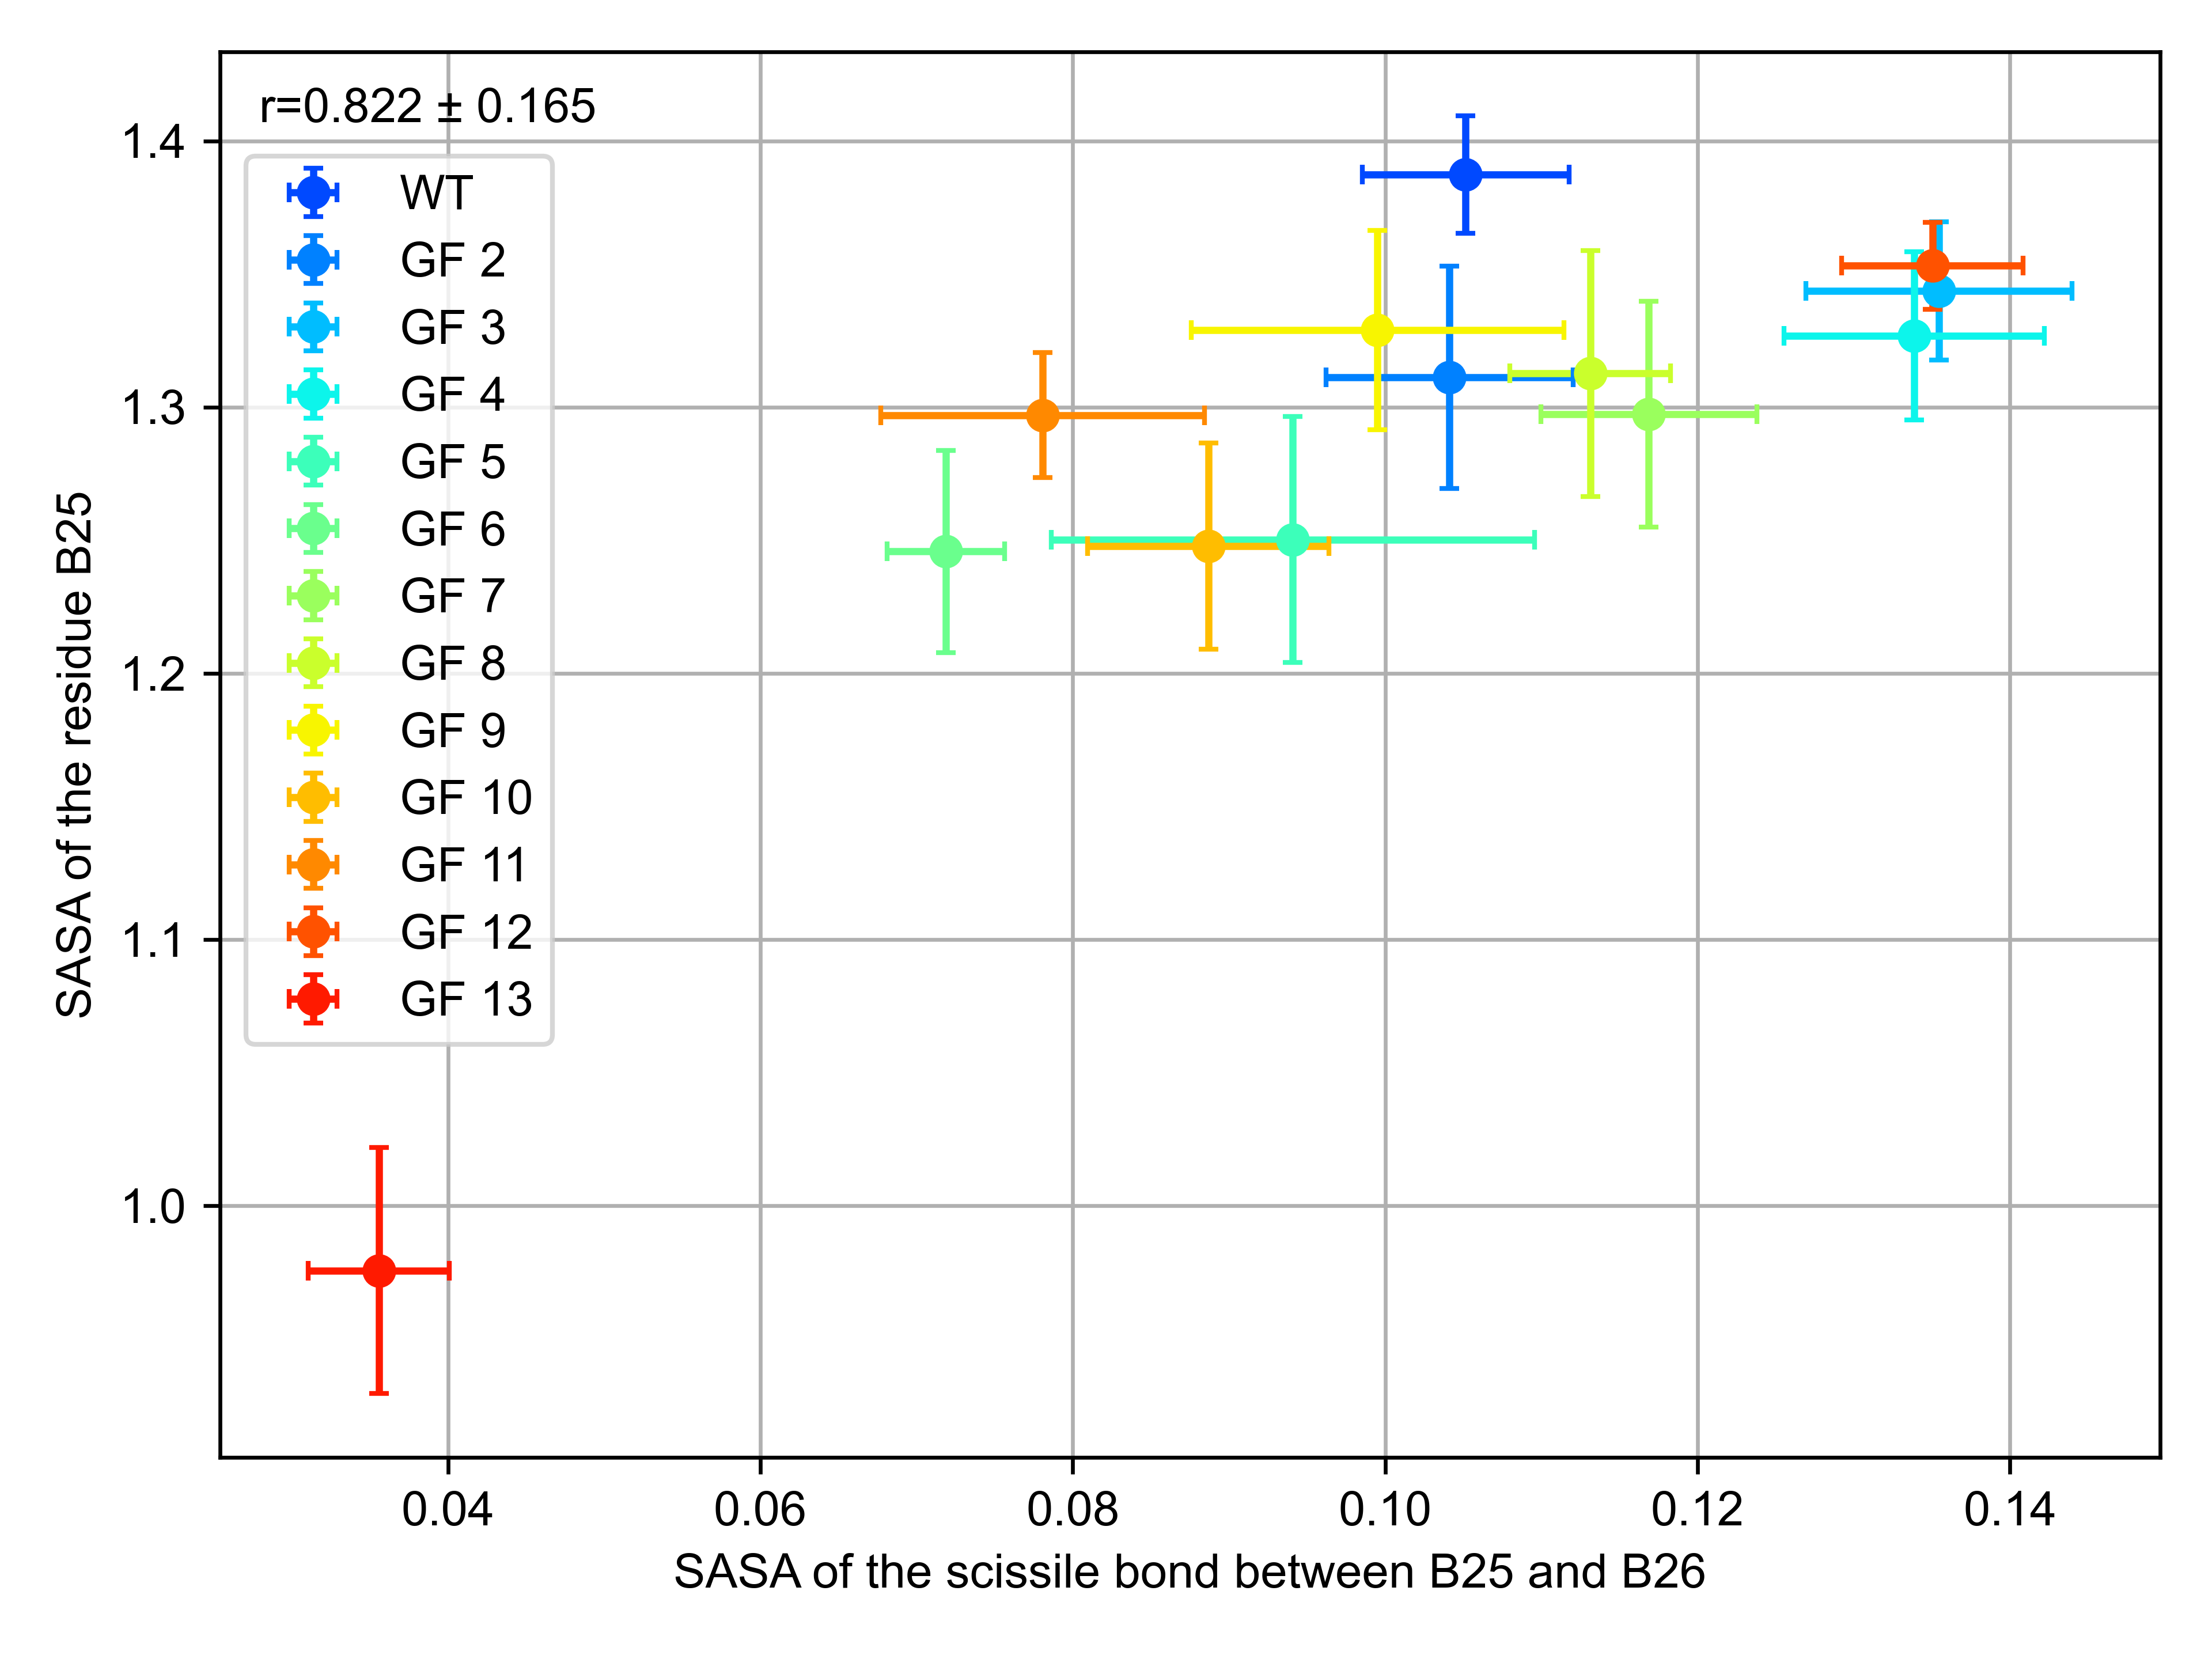 r=0.822 ± 0.165
WT
GF 2
GF 3
GF 4
GF 5
GF 6
GF 7
GF 8
GF 9
GF 10
GF 11
GF 12
GF 13
1.4
1.3
1.2
1.1
1.0
SASA of the residue B25
0.04 0.06 0.08 0.10 0.12 0.14
SASA of the scissile bond between B25 and B26